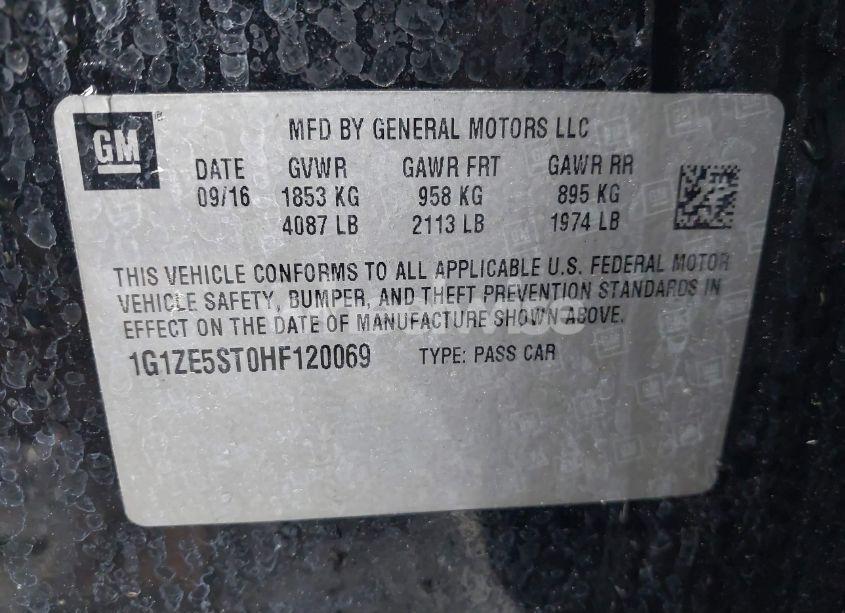 GM
MFD BY GENERAL MOTORS LLC
DATE GVWR GAWR FRT GAWR RR
09/16 1853 KG 958 KG 895 KG
4087 LB 2113 LB 1974 LB
THIS VEHICLE CONFORMS TO ALL APPLICABLE U.S. FEDERAL MOTOR
VEHICLE SAFETY, BUMPER, AND THEFT PREVENTION STANDARDS IN
EFFECT ON THE DATE OF MANUFACTURE SHOWN ABOVE.
1G1ZE5ST0HF120069 TYPE: PASS CAR